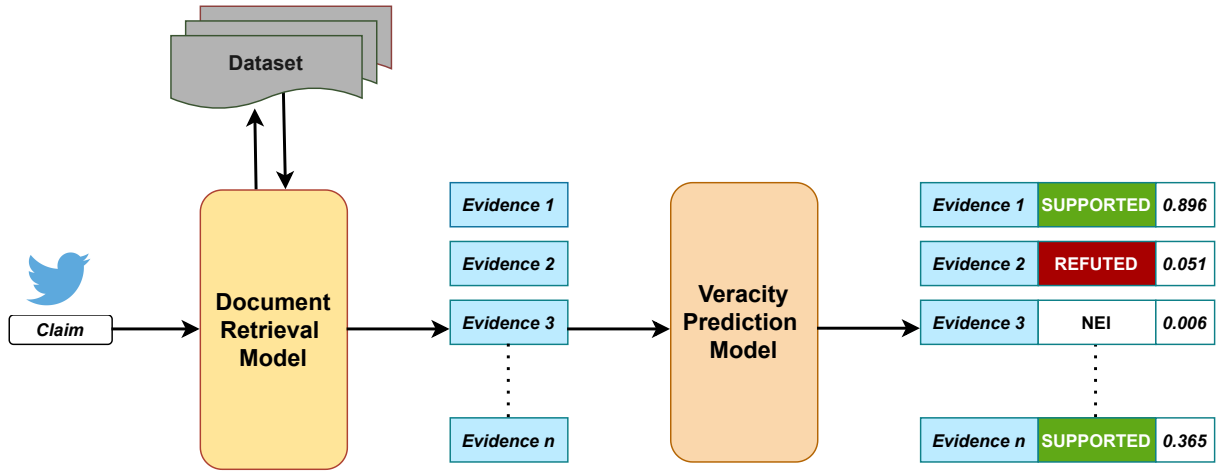 Dataset
Claim
Document
Retrieval
Model
Evidence 1
Evidence 2
Evidence 3
Evidence n
Veracity
Prediction
Model
Evidence 1 SUPPORTED 0.896
Evidence 2 REFUTED 0.051
Evidence 3 NEI 0.006
Evidence n SUPPORTED 0.365